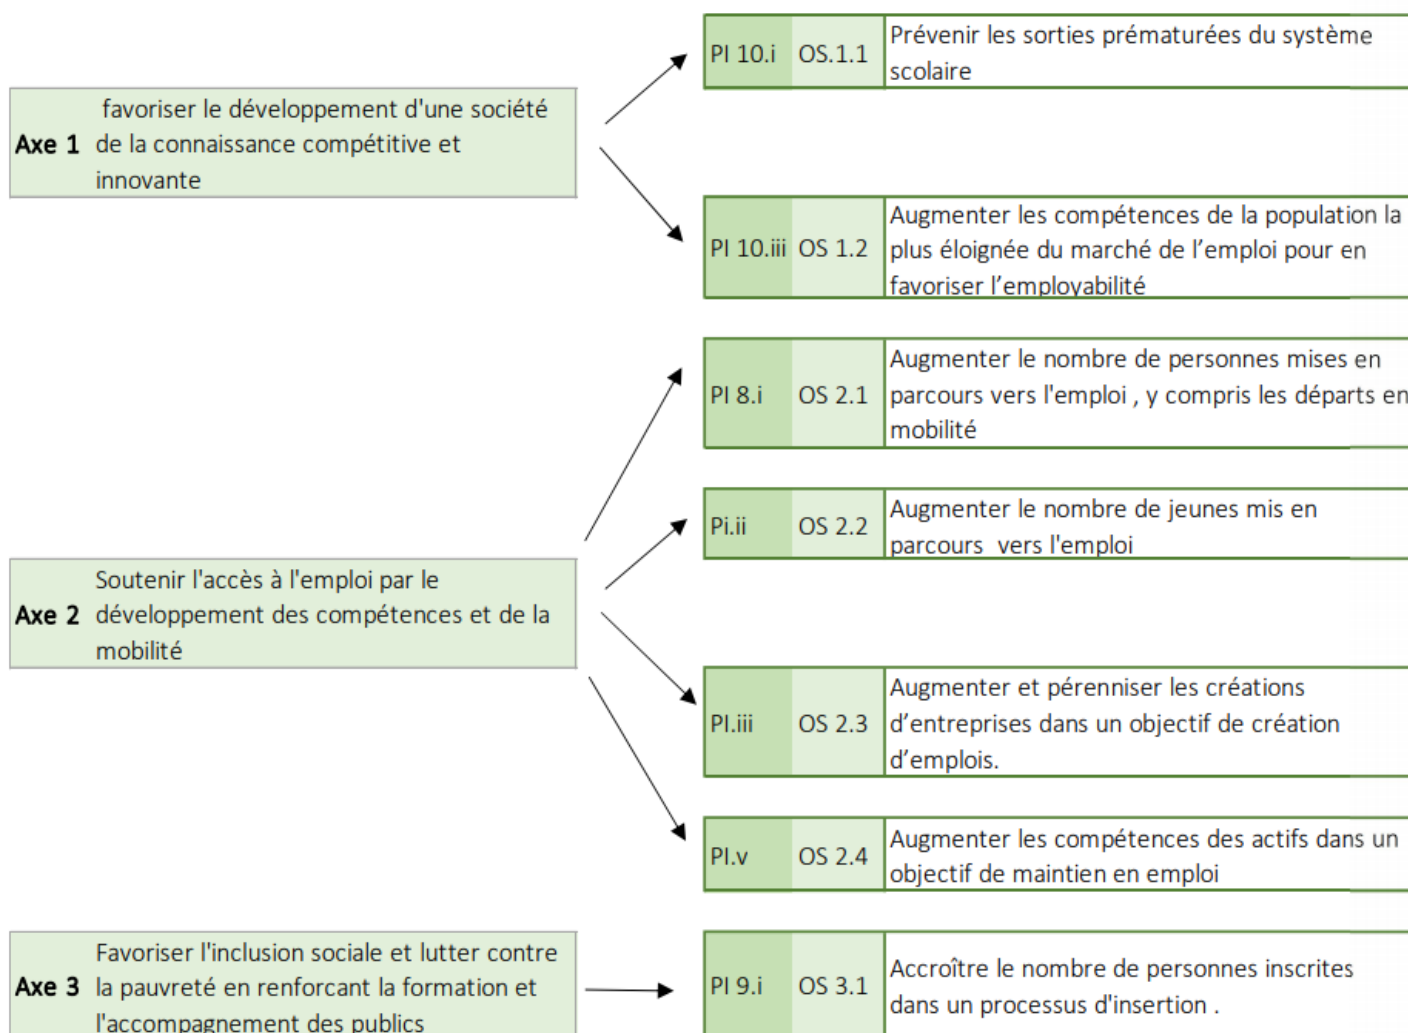 PI 10.i OS.1.1 Prévenir les sorties prématurées du système
scolaire
Axe 1 favoriser le développement d'une société
de la connaissance compétitive et
innovante
PI 10.iii OS 1.2 Augmenter les compétences de la population la
plus éloignée du marché de l’emploi pour en
favoriser l’employabilité
PI 8.i OS 2.1 Augmenter le nombre de personnes mises en
parcours vers l'emploi , y compris les départs en
mobilité
Pi.ii OS 2.2 Augmenter le nombre de jeunes mis en
parcours vers l'emploi
Axe 2 Soutenir l'accès à l'emploi par le
développement des compétences et de la
mobilité
PI.iii OS 2.3 Augmenter et pérenniser les créations
d’entreprises dans un objectif de création
d’emplois.
PI.v OS 2.4 Augmenter les compétences des actifs dans un
objectif de maintien en emploi
Axe 3 Favoriser l'inclusion sociale et lutter contre
la pauvreté en renforcant la formation et
l'accompagnement des publics
PI 9.i OS 3.1 Accroître le nombre de personnes inscrites
dans un processus d'insertion .